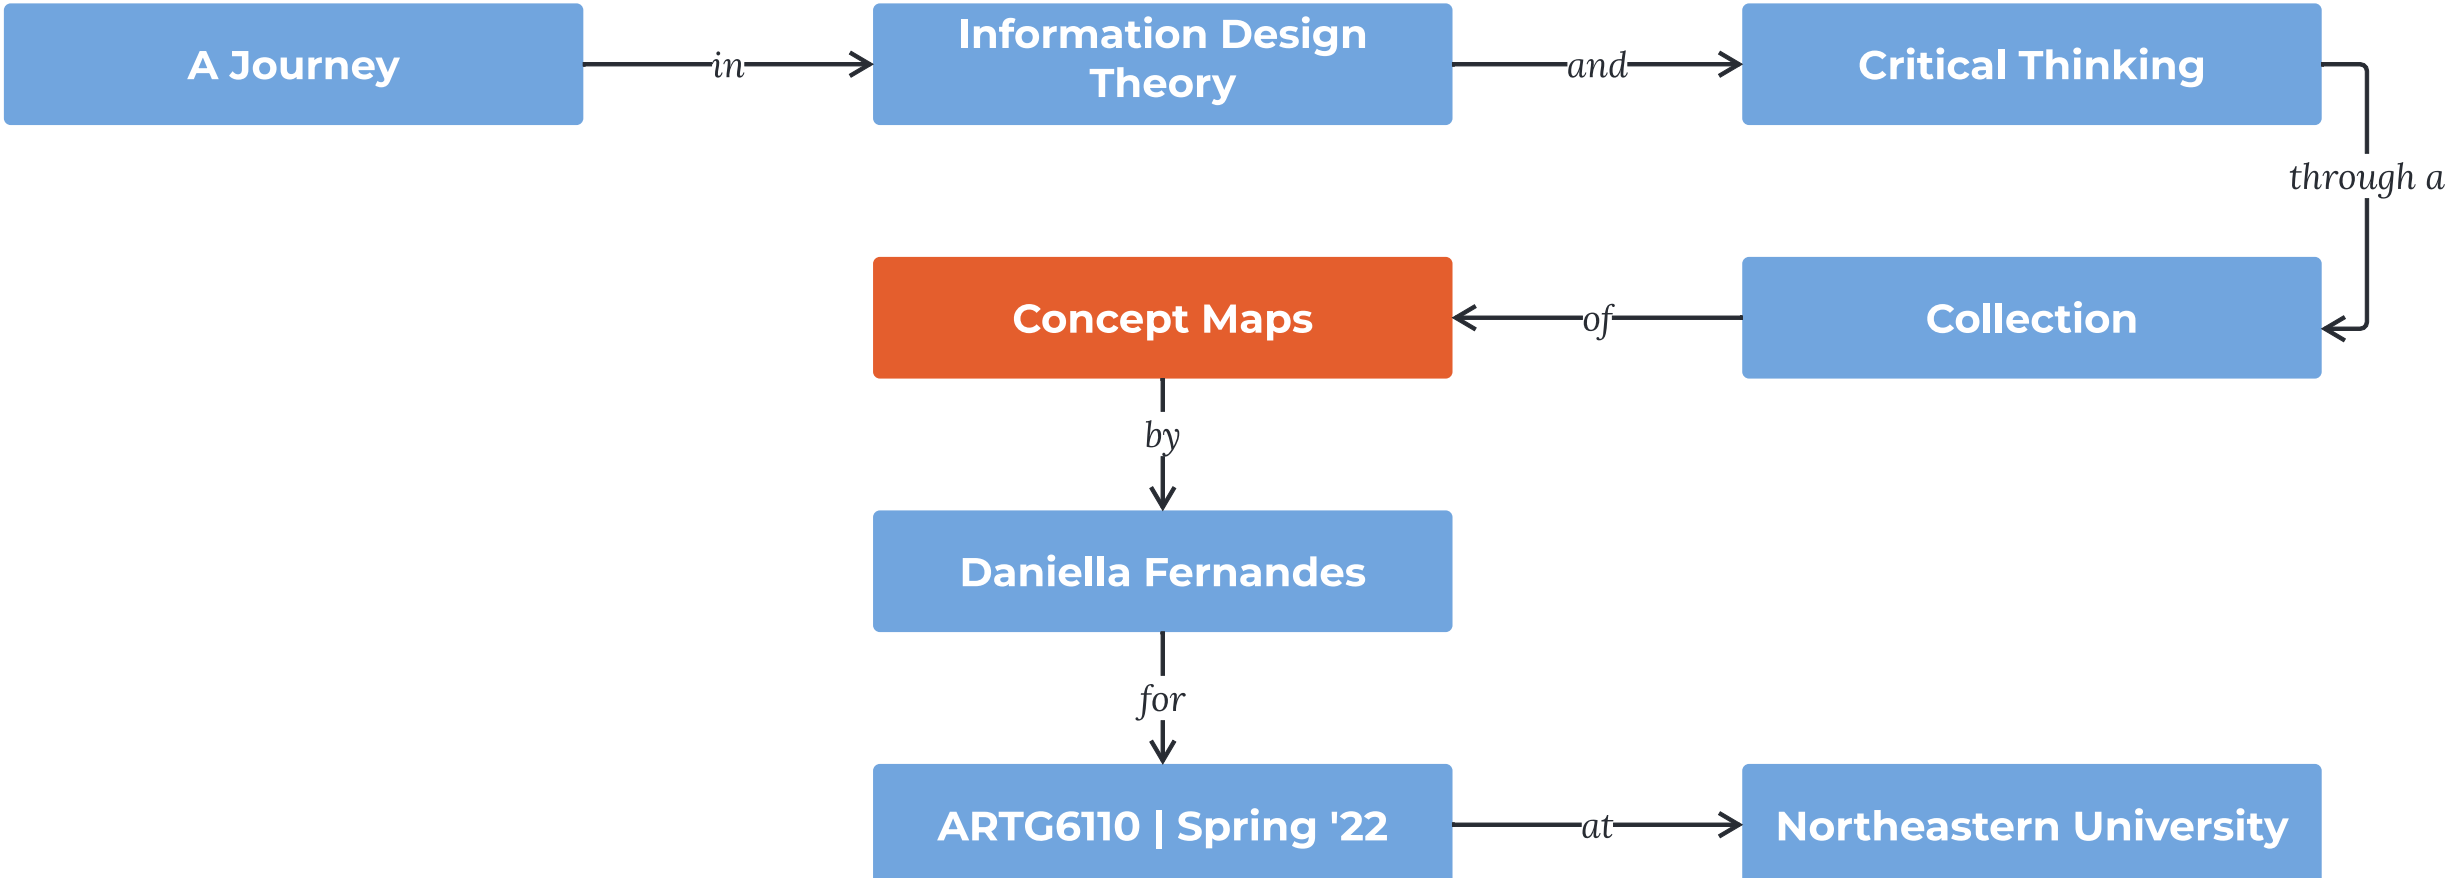 A Journey
in
Information Design
Theory
and
Critical Thinking
through a
Collection
of
Concept Maps
by
Daniella Fernandes
for
ARTG6110 | Spring '22
at
Northeastern University